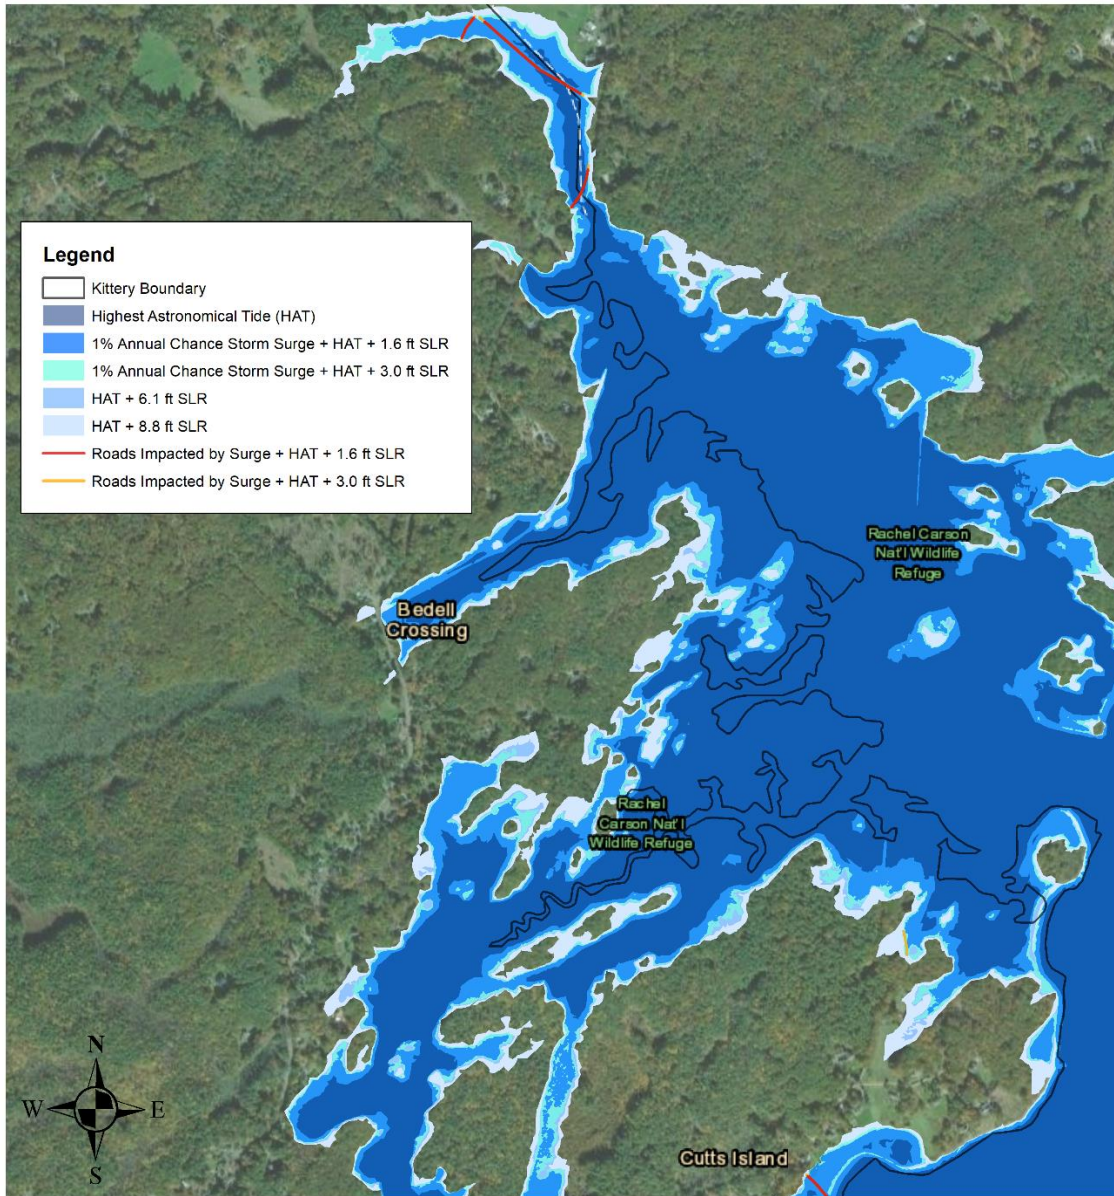 Legend
Kittery Boundary
Highest Astronomical Tide (HAT)
1% Annual Chance Storm Surge + HAT + 1.6 ft SLR
1% Annual Chance Storm Surge + HAT + 3.0 ft SLR
HAT + 6.1 ft SLR
HAT + 8.8 ft SLR
Roads Impacted by Surge + HAT + 1.6 ft SLR
Roads Impacted by Surge + HAT + 3.0 ft SLR
Rachel Carson
Nat'l Wildlife
Refuge
Bedell
Crossing
Rachel
Carson Nat'l
Wildlife Refuge
N
W
E
S
Cutts Island